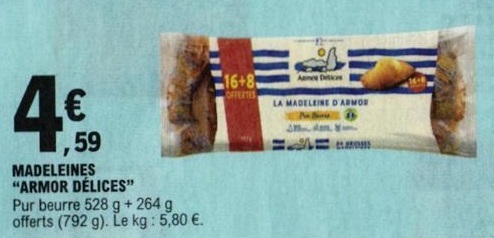 4€,59
MADELEINES
"ARMOR DÉLICES"
Pur beurre 528 g + 264 g
offerts (792 g). Le kg : 5,80 €.
16+8
OFFERTES
Armor Délices
LA MADELEINE D'ARMOR
Pur Beurre
16+8